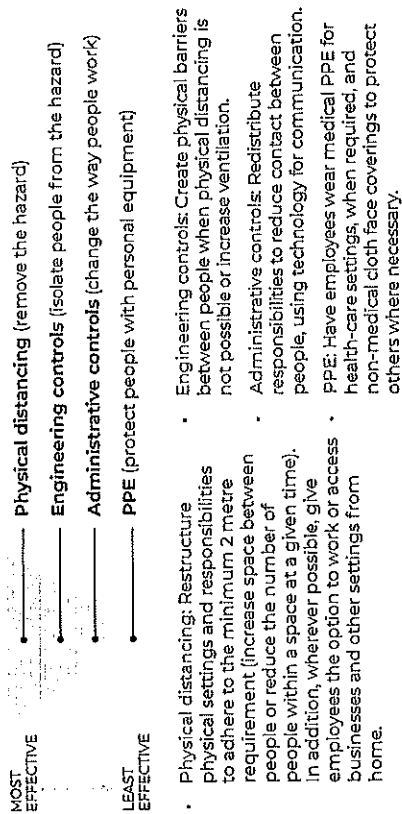 MOST
EFFECTIVE
Physical distancing (remove the hazard)
Engineering controls (isolate people from the hazard)
Administrative controls (change the way people work)
LEAST
EFFECTIVE
PPE (protect people with personal equipment)
• Physical distancing: Restructure
physical settings and responsibilities
to adhere to the minimum 2 metre
requirement (increase space between
people or reduce the number of
people within a space at a given time).
In addition, wherever possible, give
employees the option to work or access
businesses and other settings from
home.
• Engineering controls: Create physical barriers
between people when physical distancing is
not possible or increase ventilation.
• Administrative controls: Redistribute
responsibilities to reduce contact between
people, using technology for communication.
• PPE: Have employees wear medical PPE for
health-care settings, when required, and
non-medical cloth face coverings to protect
others where necessary.